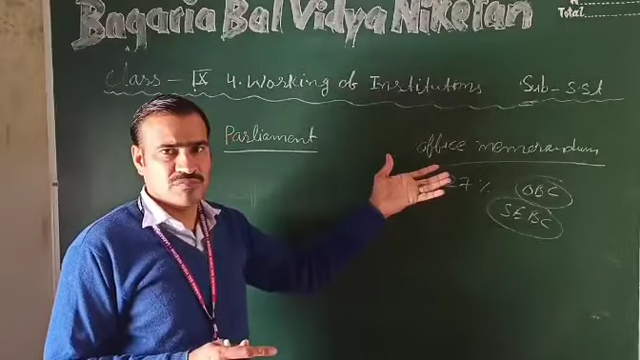 Bagaria Bal Vidya Niketan
Total
Class - IX 4. Working of Institutions Sub - S.St
Parliament
office memorandum
27 %
OBC
SEBC